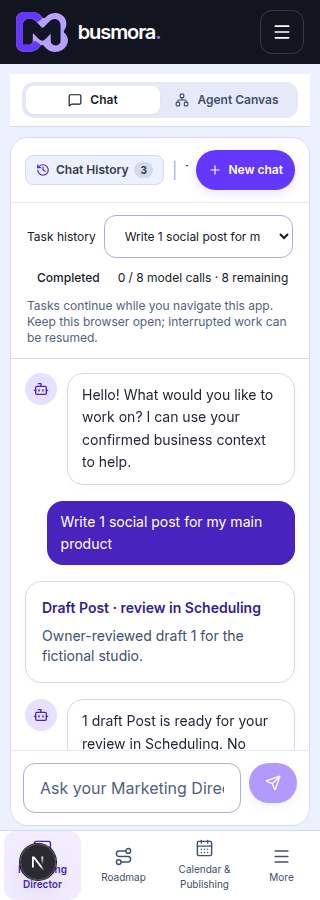 busmora.
Chat
Agent Canvas
Chat History 3
New chat
Task history
Write 1 social post for m
Completed 0 / 8 model calls · 8 remaining
Tasks continue while you navigate this app.
Keep this browser open; interrupted work can
be resumed.
Hello! What would you like to
work on? I can use your
confirmed business context
to help.
Write 1 social post for my main
product
Draft Post · review in Scheduling
Owner-reviewed draft 1 for the
fictional studio.
1 draft Post is ready for your
review in Scheduling. No
Ask your Marketing Direc
N
Director
Roadmap
Calendar &
Publishing
More